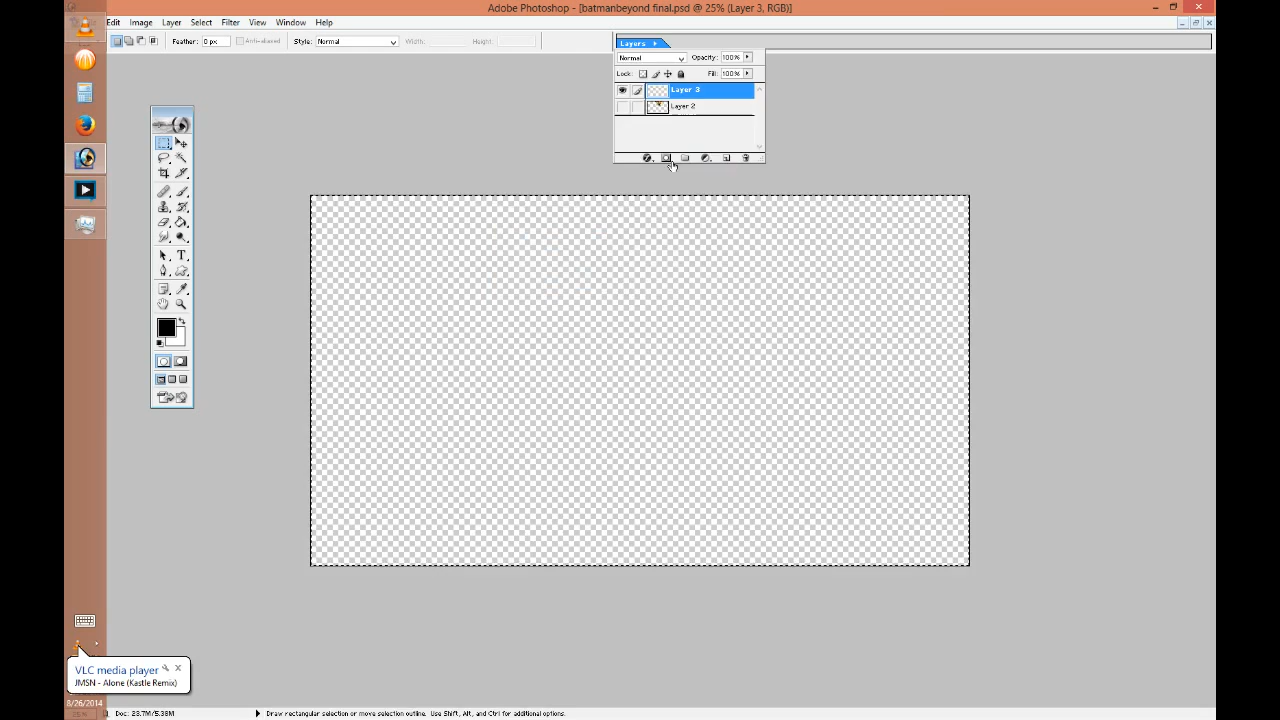 Adobe Photoshop - [batmanbeyond final.psd @ 25% (Layer 3, RGB)]
Edit Image Layer Select Filter View Window Help
Feather: 0 px Anti-aliased Style: Normal Width: Height:
Layers
Normal Opacity: 100%
Lock: Fill: 100%
Layer 3
Layer 2
VLC media player
JMSN - Alone (Kastle Remix)
8/26/2014
Doc: 23.7M/5.38M Draw rectangular selection or move selection outline. Use Shift, Alt, and Ctrl for additional options.